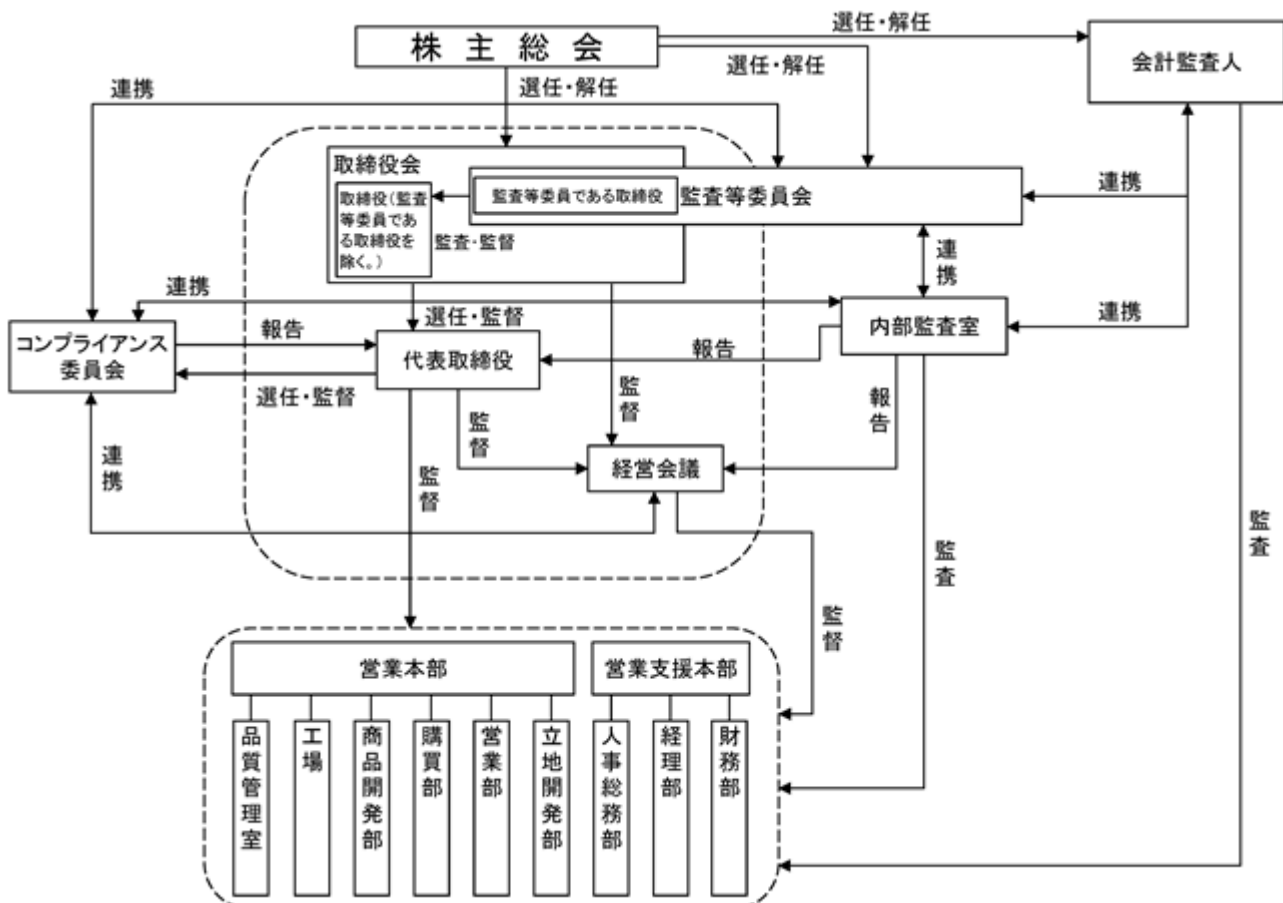 株主総会
選任・解任
会計監査人
選任・解任
選任・解任
連携
取締役会
取締役(監査
等委員であ
る取締役を
除く。)
監査等委員である取締役
監査等委員会
監査・監督
連携
連携
連携
選任・監督
内部監査室
連携
コンプライアンス
委員会
報告
代表取締役
報告
選任・監督
監督
監督
報告
連携
監督
経営会議
監査
監査
監督
営業本部
営業支援本部
品質管理室
工場
商品開発部
購買部
営業部
立地開発部
人事総務部
経理部
財務部